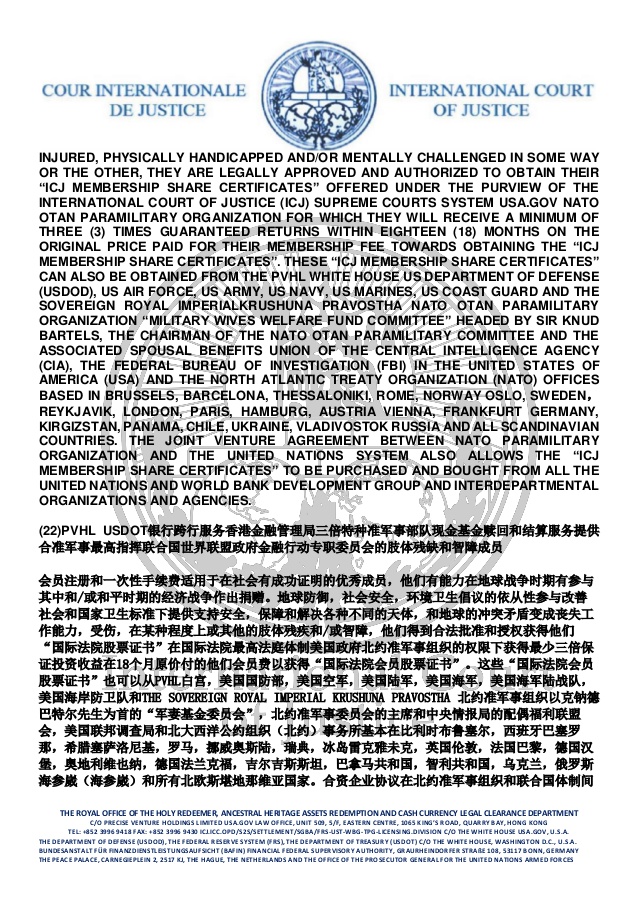 COUR INTERNATIONALE INTERNATIONAL COURT
DE JUSTICE OF JUSTICE
INJURED, PHYSICALLY HANDICAPPED AND/OR MENTALLY CHALLENGED IN SOME WAY
OR THE OTHER, THEY ARE LEGALLY APPROVED AND AUTHORIZED TO OBTAIN THEIR
“ICJ MEMBERSHIP SHARE CERTIFICATES” OFFERED UNDER THE PURVIEW OF THE
INTERNATIONAL COURT OF JUSTICE (ICJ) SUPREME COURTS SYSTEM USA.GOV NATO
OTAN PARAMILITARY ORGANIZATION FOR WHICH THEY WILL RECEIVE A MINIMUM OF
THREE (3) TIMES GUARANTEED RETURNS WITHIN EIGHTEEN (18) MONTHS ON THE
ORIGINAL PRICE PAID FOR THEIR MEMBERSHIP FEE TOWARDS OBTAINING THE “ICJ
MEMBERSHIP SHARE CERTIFICATES”. THESE “ICJ MEMBERSHIP SHARE CERTIFICATES”
CAN ALSO BE OBTAINED FROM THE PVHL WHITE HOUSE US DEPARTMENT OF DEFENSE
(USDOD), US AIR FORCE, US ARMY, US NAVY, US MARINES, US COAST GUARD AND THE
SOVEREIGN ROYAL IMPERIALKRUSHUNA PRAVOSTHA NATO OTAN PARAMILITARY
ORGANIZATION “MILITARY WIVES WELFARE FUND COMMITTEE” HEADED BY SIR KNUD
BARTELS, THE CHAIRMAN OF THE NATO OTAN PARAMILITARY COMMITTEE AND THE
ASSOCIATED SPOUSAL BENEFITS UNION OF THE CENTRAL INTELLIGENCE AGENCY
(CIA), THE FEDERAL BUREAU OF INVESTIGATION (FBI) IN THE UNITED STATES OF
AMERICA (USA) AND THE NORTH ATLANTIC TREATY ORGANIZATION (NATO) OFFICES
BASED IN BRUSSELS, BARCELONA, THESSALONIKI, ROME, NORWAY OSLO, SWEDEN，
REYKJAVIK, LONDON, PARIS, HAMBURG, AUSTRIA VIENNA, FRANKFURT GERMANY,
KIRGIZSTAN, PANAMA, CHILE, UKRAINE, VLADIVOSTOK RUSSIA AND ALL SCANDINAVIAN
COUNTRIES. THE JOINT VENTURE AGREEMENT BETWEEN NATO PARAMILITARY
ORGANIZATION AND THE UNITED NATIONS SYSTEM ALSO ALLOWS THE “ICJ
MEMBERSHIP SHARE CERTIFICATES” TO BE PURCHASED AND BOUGHT FROM ALL THE
UNITED NATIONS AND WORLD BANK DEVELOPMENT GROUP AND INTERDEPARTMENTAL
ORGANIZATIONS AND AGENCIES.
(22)PVHL USDOT银行跨行服务香港金融管理局三倍特种准军事部队现金基金赎回和结算服务提供
合准军事最高指挥联合国世界联盟政府金融行动专职委员会的肢体残缺和智障成员
会员注册和一次性手续费适用于在社会有成功证明的优秀成员，他们有能力在地球战争时期有参与
其中和/或和平时期的经济战争作出捐赠。地球防御，社会安全，环境卫生倡议的依从性参与改善
社会和国家卫生标准下提供支持安全，保障和解决各种不同的天体，和地球的冲突矛盾变成丧失工
作能力，受伤，在某种程度上或其他的肢体残疾和/或智障，他们得到合法批准和授权获得他们
“国际法院股票证书”在国际法院最高法庭体制美国政府北约准军事组织的权限下获得最少三倍保
证投资收益在18个月原价付的他们会员费以获得“国际法院会员股票证书”。这些“国际法院会员
股票证书”也可以从PVHL白宫，美国国防部，美国空军，美国陆军，美国海军，美国海军陆战队，
美国海岸防卫队和THE SOVEREIGN ROYAL IMPERIAL KRUSHUNA PRAVOSTHA 北约准军事组织以克钠德
巴特尔先生为首的“军妻基金委员会”，北约准军事委员会的主席和中央情报局的配偶福利联盟
会，美国联邦调查局和北大西洋公约组织（北约）事务所基本在比利时布鲁塞尔，西班牙巴塞罗
那，希腊塞萨洛尼基，罗马，挪威奥斯陆，瑞典，冰岛雷克雅未克，英国伦敦，法国巴黎，德国汉
堡，奥地利维也纳，德国法兰克福，吉尔吉斯斯坦，巴拿马共和国，智利共和国，乌克兰，俄罗斯
海参崴（海参崴）和所有北欧斯堪地那维亚国家。合资企业协议在北约准军事组织和联合国体制间
THE ROYAL OFFICE OF THE HOLY REDEEMER, ANCESTRAL HERITAGE ASSETS REDEMPTION AND CASH CURRENCY LEGAL CLEARANCE DEPARTMENT
C/O PRECISE VENTURE HOLDINGS LIMITED USA.GOV LAW OFFICE, UNIT 509, 5/F, EASTERN CENTRE, 1065 KING'S ROAD, QUARRY BAY, HONG KONG
TEL: +852 3996 9418 FAX: +852 3996 9430 ICJ.ICC.OPD/S2S/SETTLEMENT/SGBA/FRS-UST-WBG-TPG-LICENSING.DIVISION C/O THE WHITE HOUSE USA.GOV, U.S.A.
THE DEPARTMENT OF DEFENSE (USDOD), THE FEDERAL RESERVE SYSTEM (FRS), THE DEPARTMENT OF TREASURY (USDOT) C/O THE WHITE HOUSE, WASHINGTON D.C., U.S.A.
BUNDESANSTALT FÜR FINANZDIENSTLEISTUNGSAUFSICHT (BAFIN) FINANCIAL FEDERAL SUPERVISORY AUTHORITY, GRAURHEINDORFER STRAßE 108, 53117 BONN, GERMANY
THE PEACE PALACE, CARNEGIEPLEIN 2, 2517 KJ, THE HAGUE, THE NETHERLANDS AND THE OFFICE OF THE PROSECUTOR GENERAL FOR THE UNITED NATIONS ARMED FORCES